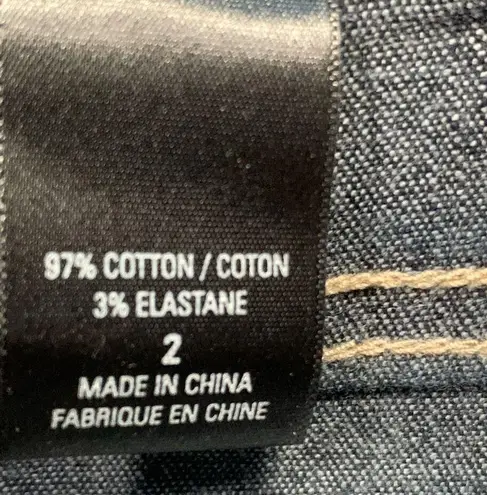 97% COTTON / COTON
3% ELASTANE
2
MADE IN CHINA
FABRIQUE EN CHINE